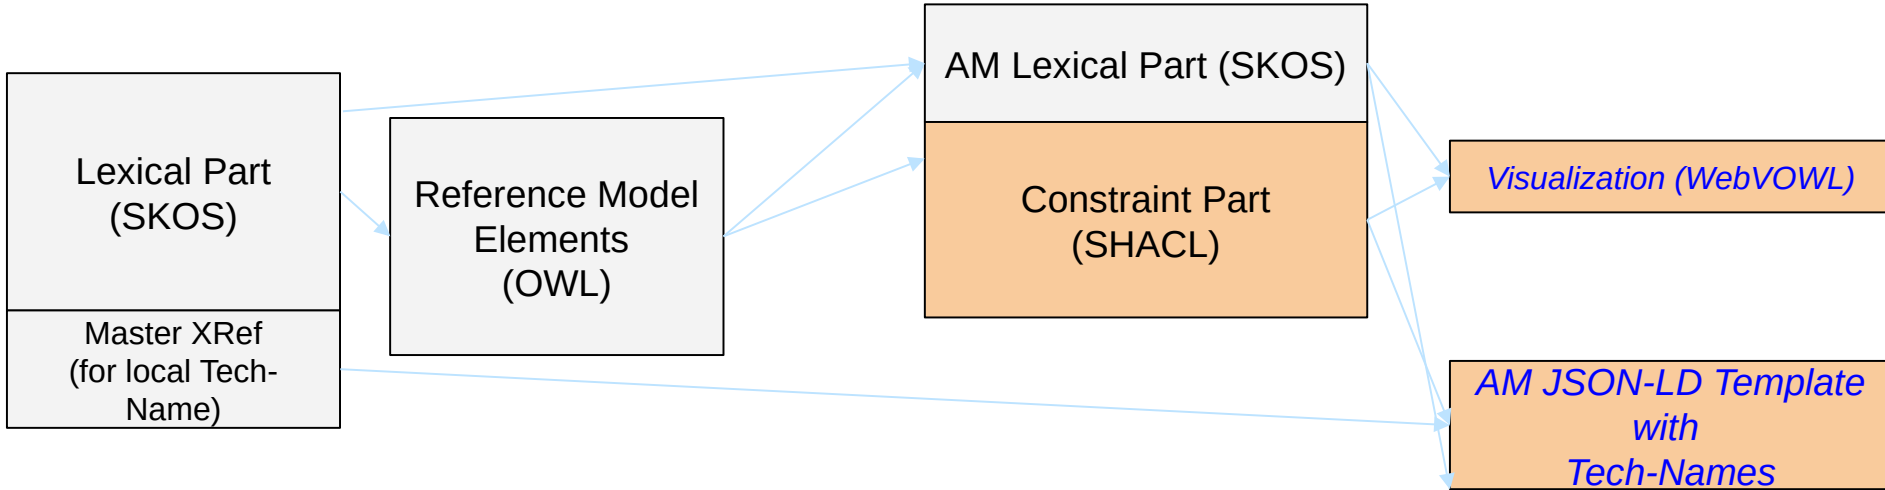 Lexical Part
(SKOS)
Master XRef
(for local Tech-
Name)
Reference Model
Elements
(OWL)
AM Lexical Part (SKOS)
Constraint Part
(SHACL)
Visualization (WebVOWL)
AM JSON-LD Template
with
Tech-Names